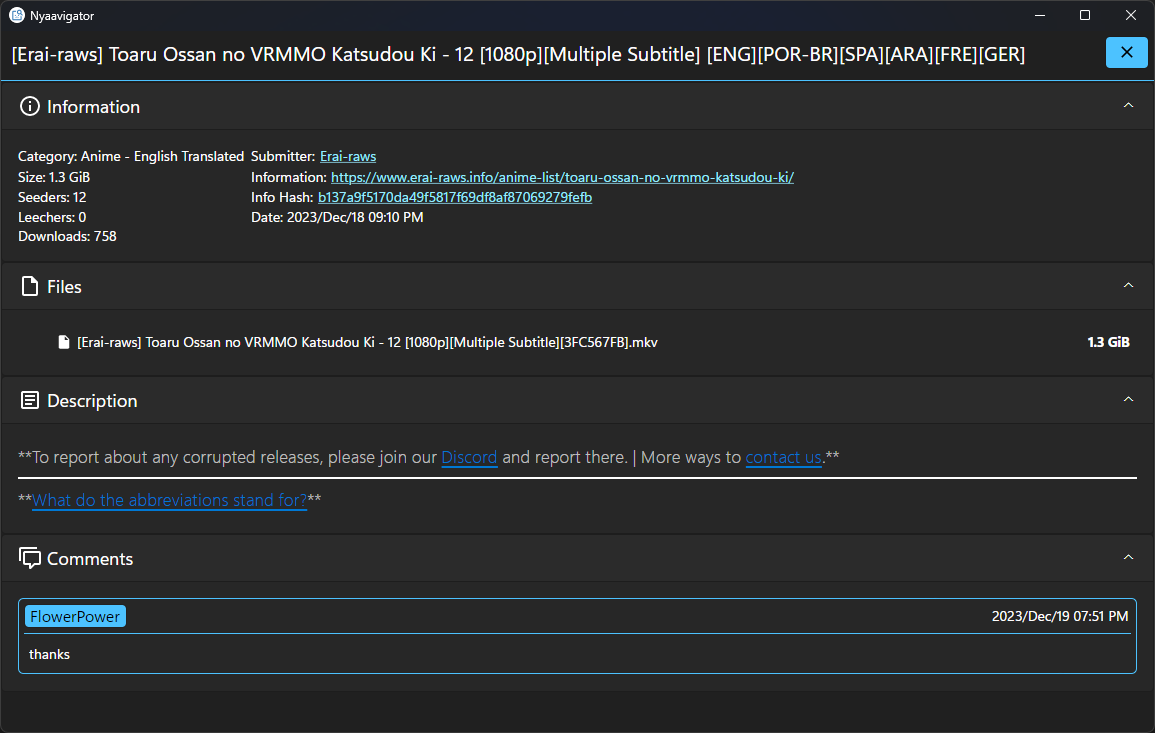 Nyaavigator
[Erai-raws] Toaru Ossan no VRMMO Katsudou Ki - 12 [1080p][Multiple Subtitle] [ENG][POR-BR][SPA][ARA][FRE][GER]
Information
Category: Anime - English Translated Submitter: Erai-raws
Size: 1.3 GiB Information: https://www.erai-raws.info/anime-list/toaru-ossan-no-vrmmo-katsudou-ki/
Seeders: 12 Info Hash: b137a9f5170da49f5817f69df8af87069279fefb
Leechers: 0 Date: 2023/Dec/18 09:10 PM
Downloads: 758
Files
[Erai-raws] Toaru Ossan no VRMMO Katsudou Ki - 12 [1080p][Multiple Subtitle][3FC567FB].mkv 1.3 GiB
Description
**To report about any corrupted releases, please join our Discord and report there. | More ways to contact us.**
**What do the abbreviations stand for?**
Comments
FlowerPower 2023/Dec/19 07:51 PM
thanks